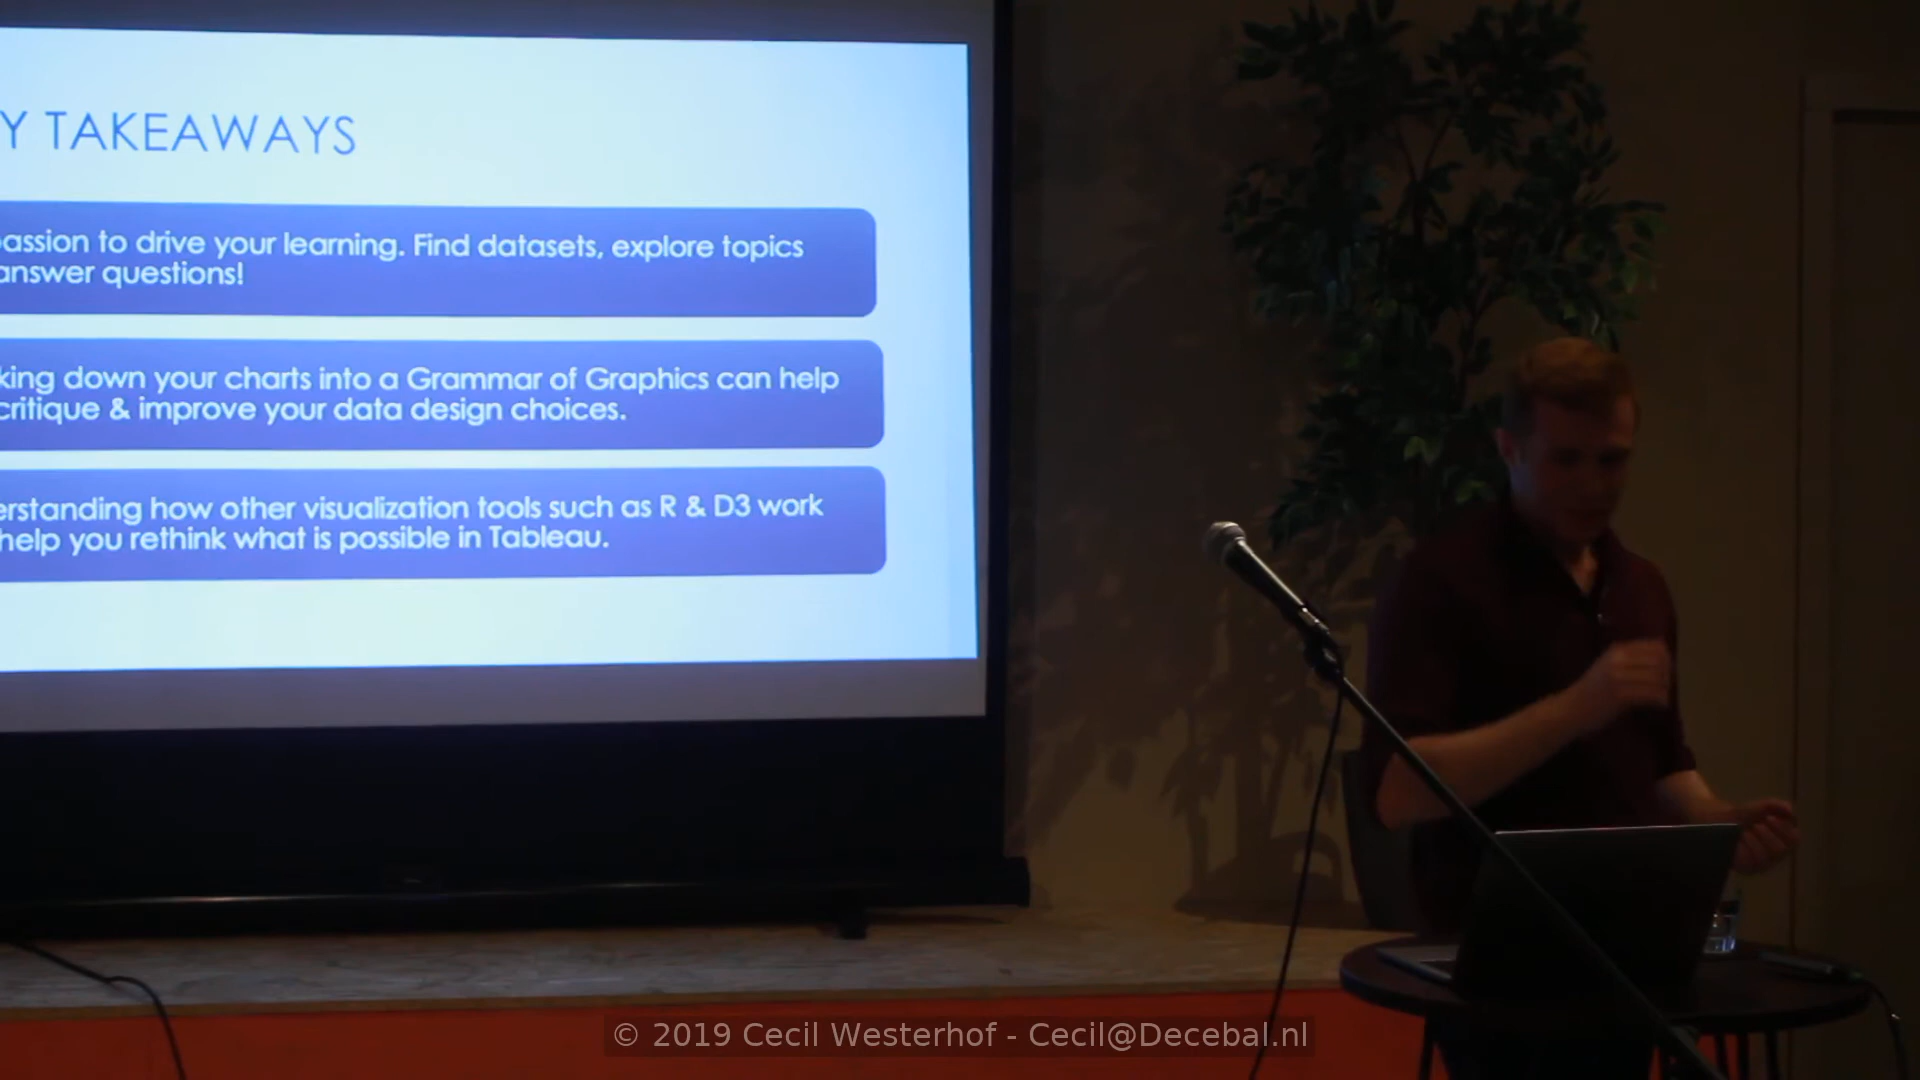 Y TAKEAWAYS
assion to drive your learning. Find datasets, explore topics
answer questions!
king down your charts into a Grammar of Graphics can help
critique & improve your data design choices.
erstanding how other visualization tools such as R & D3 work
help you rethink what is possible in Tableau.
© 2019 Cecil Westerhof - Cecil@Decebal.nl